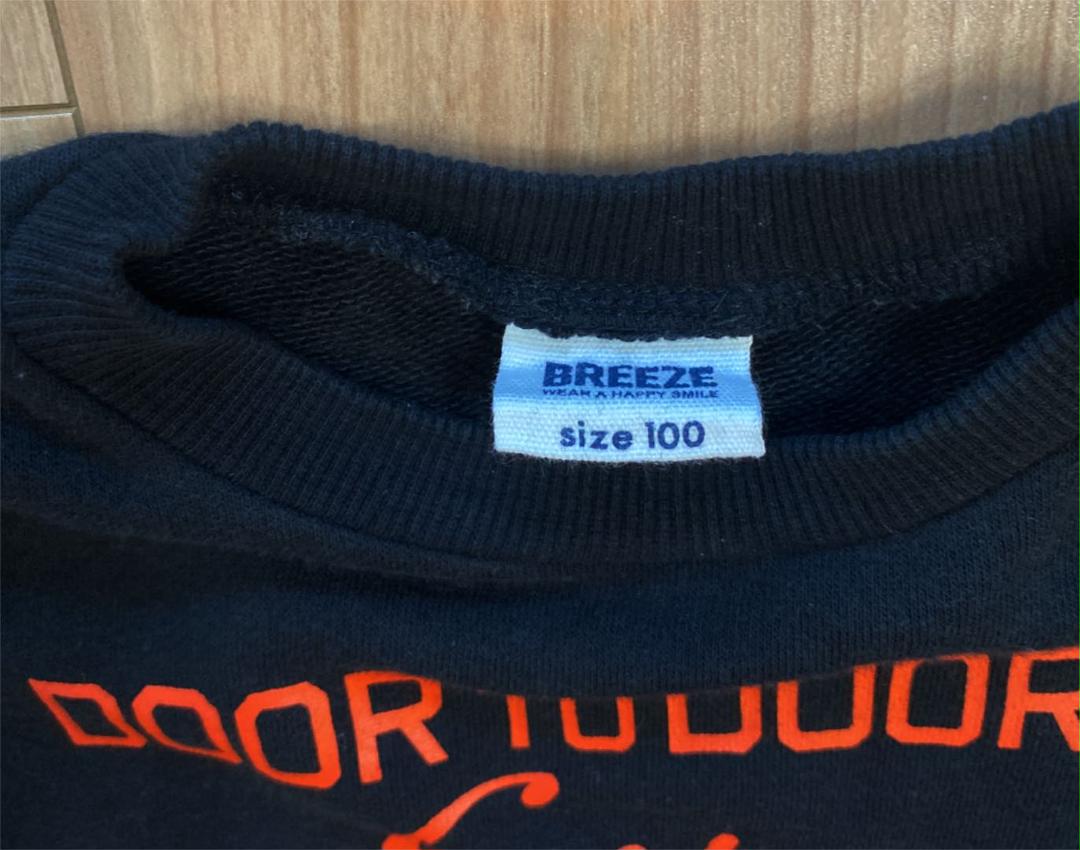 BREEZE
WEAR A HAPPY SMILE
size 100
DOOR TO DOOR